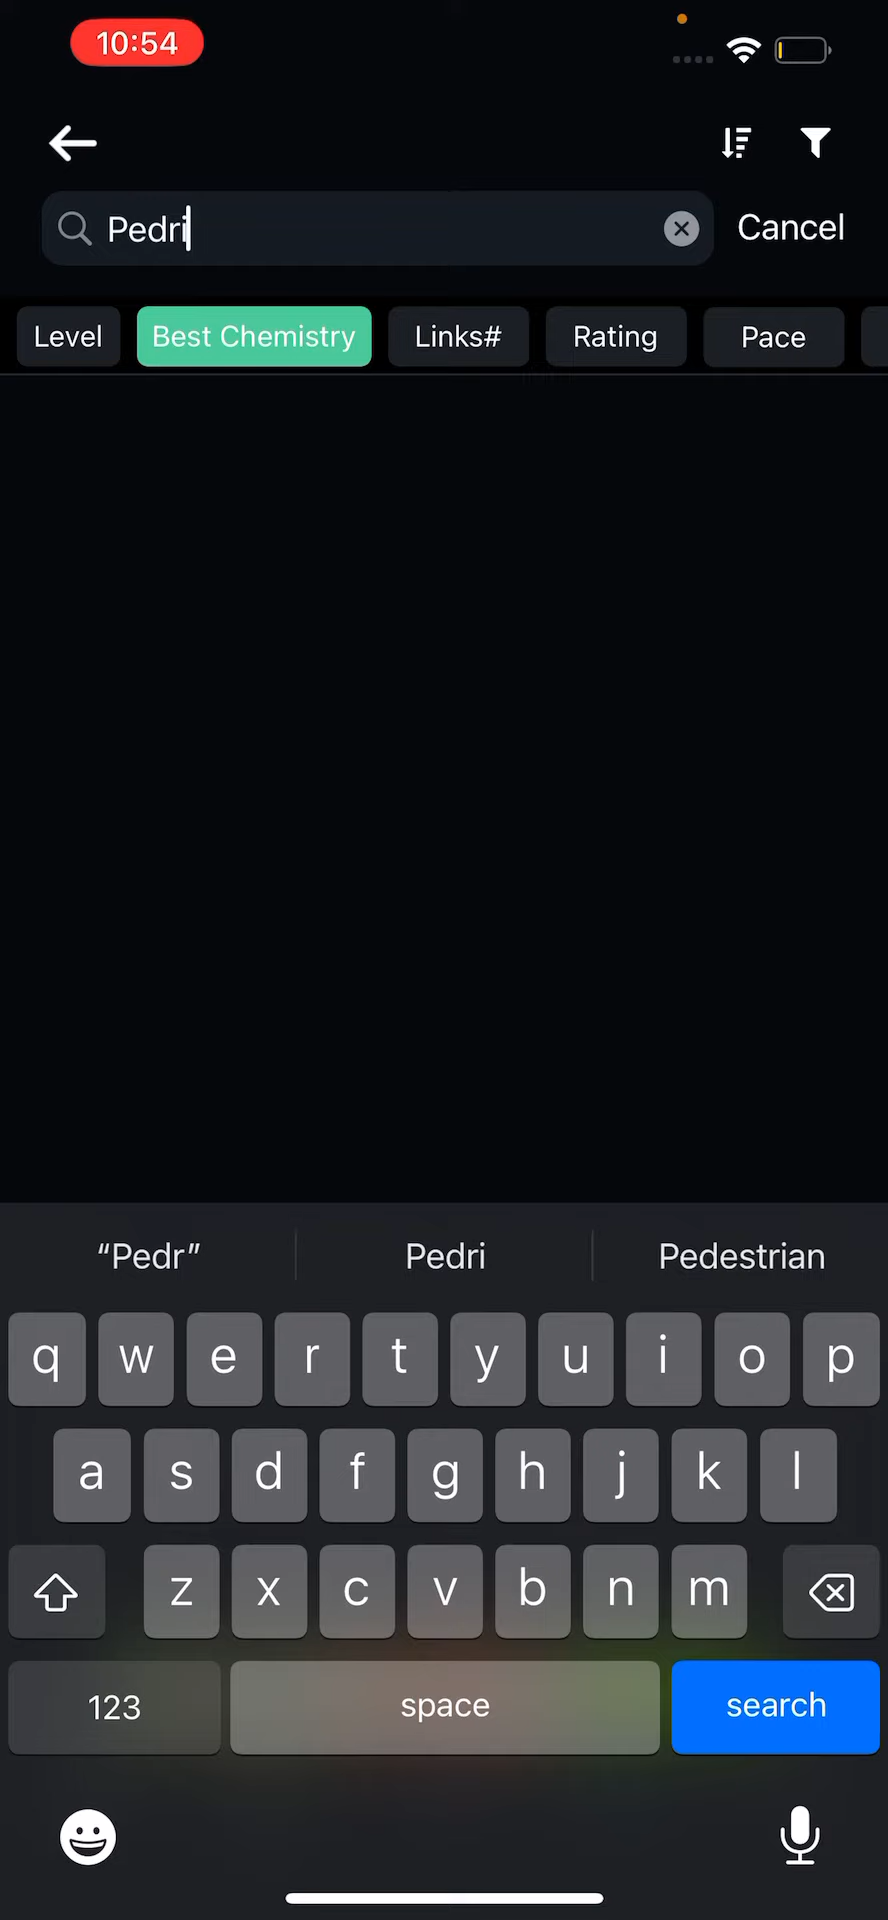 10:54
Pedri
Cancel
Level Best Chemistry Links# Rating Pace
“Pedr” Pedri Pedestrian
q w e r t y u i o p
a s d f g h j k l
z x c v b n m
123 space search